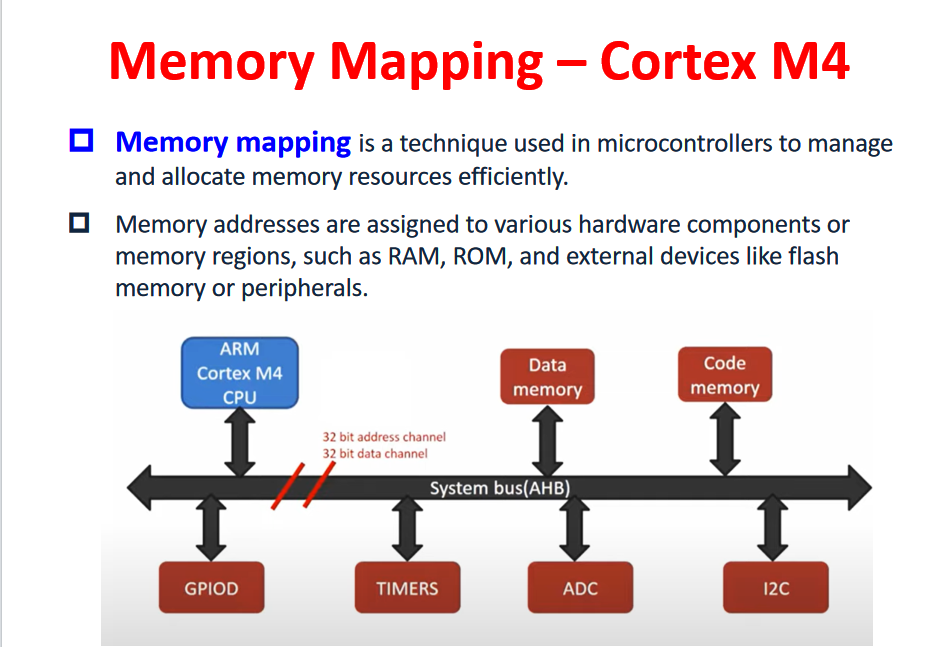 Memory Mapping – Cortex M4
Memory mapping is a technique used in microcontrollers to manage
and allocate memory resources efficiently.
Memory addresses are assigned to various hardware components or
memory regions, such as RAM, ROM, and external devices like flash
memory or peripherals.
ARM
Cortex M4
CPU
Data
memory
Code
memory
32 bit address channel
32 bit data channel
System bus(AHB)
GPIOD
TIMERS
ADC
I2C